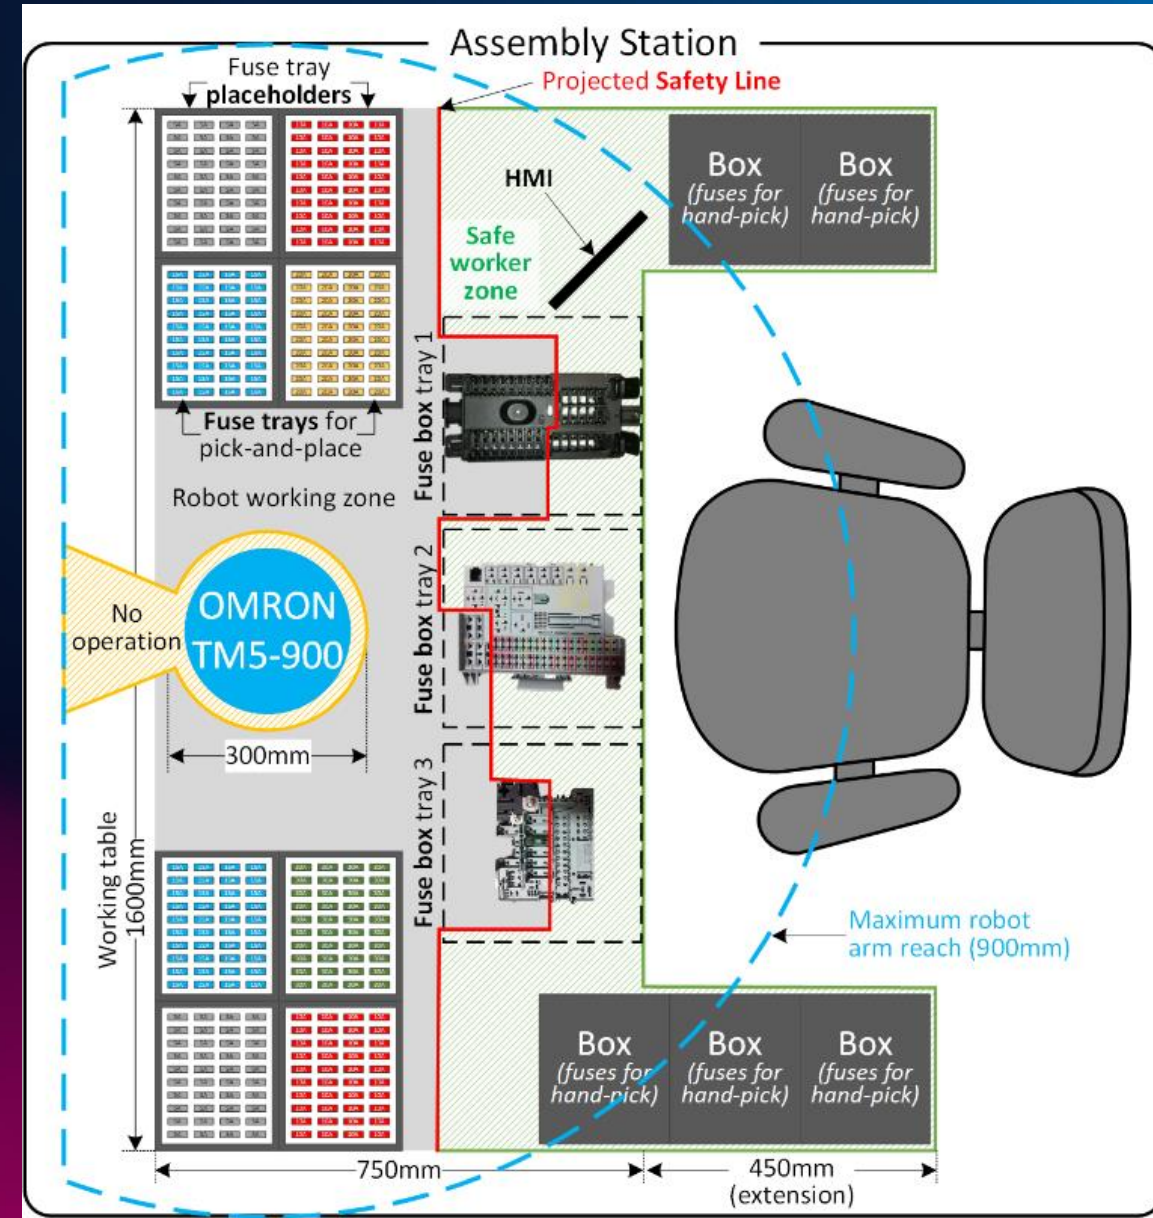 Assembly Station
Fuse tray
placeholders
Projected Safety Line
HMI
Safe
worker
zone
Box
(fuses for
hand-pick)
Box
(fuses for
hand-pick)
Fuse trays for
pick-and-place
Fuse box tray 1
Robot working zone
No
operation
OMRON
TM5-900
300mm
Fuse box tray 2
Fuse box tray 3
Working table
1600mm
Maximum robot
arm reach (900mm)
Box
(fuses for
hand-pick)
Box
(fuses for
hand-pick)
Box
(fuses for
hand-pick)
750mm
450mm
(extension)